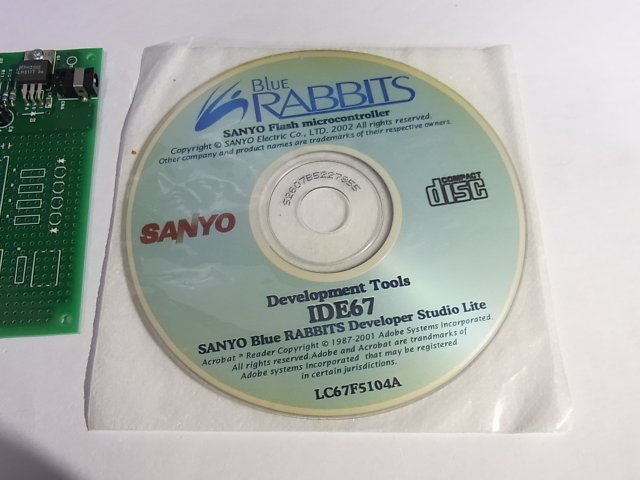 BLUE
RABBITS
SANYO Flash microcontroller
Copyright © SANYO Electric Co., LTD. 2002 All rights reserved.
Other company and product names are trademarks of their respective owners.
5260785227855
COMPACT
disc
SANYO
Development Tools
IDE67
SANYO Blue RABBITS Developer Studio Lite
Acrobat ® Reader Copyright © 1987-2001 Adobe Systems Incorporated.
All rights reserved.Adobe and Acrobat are trandmarks of
Adobe systems Incorporated that may be registered
in certain jurisdictions.
LC67F5104A